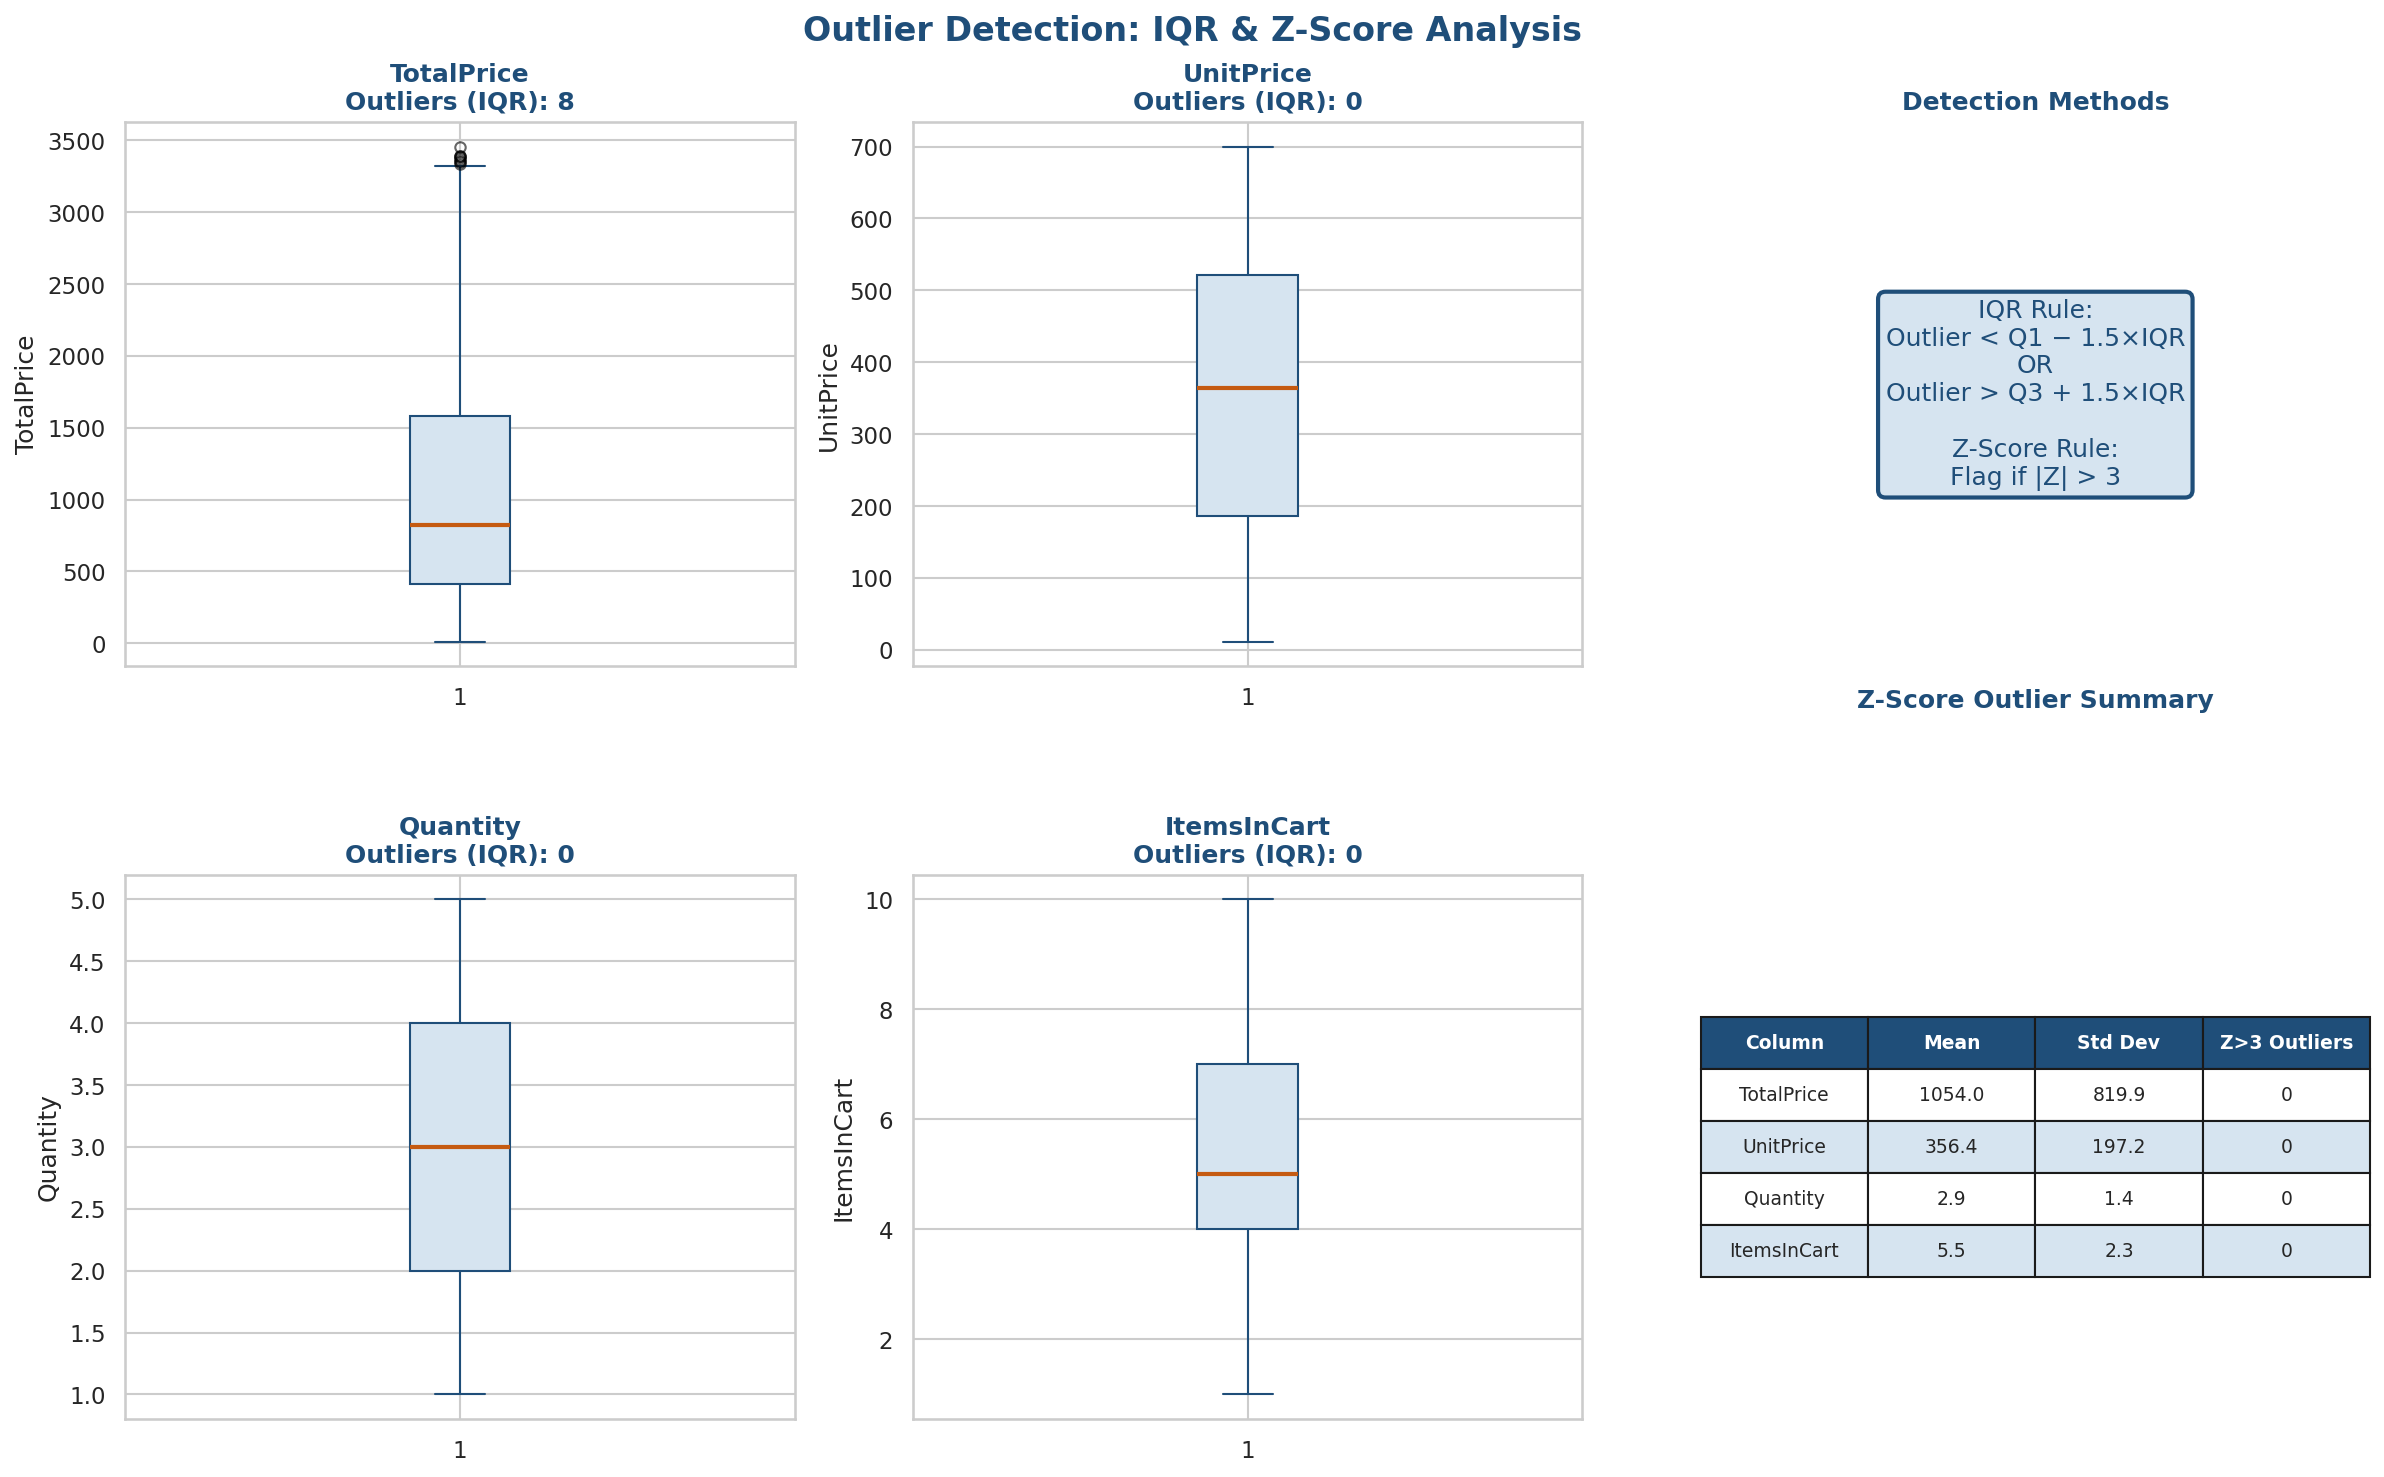 Outlier Detection: IQR & Z-Score Analysis
TotalPrice
Outliers (IQR): 8
TotalPrice
3500
3000
2500
2000
1500
1000
500
0
1
UnitPrice
Outliers (IQR): 0
UnitPrice
700
600
500
400
300
200
100
0
1
Detection Methods
IQR Rule:
Outlier < Q1 − 1.5×IQR
OR
Outlier > Q3 + 1.5×IQR
Z-Score Rule:
Flag if |Z| > 3
Quantity
Outliers (IQR): 0
Quantity
5.0
4.5
4.0
3.5
3.0
2.5
2.0
1.5
1.0
1
ItemsInCart
Outliers (IQR): 0
ItemsInCart
10
8
6
4
2
1
Z-Score Outlier Summary
Column Mean Std Dev Z>3 Outliers
TotalPrice 1054.0 819.9 0
UnitPrice 356.4 197.2 0
Quantity 2.9 1.4 0
ItemsInCart 5.5 2.3 0